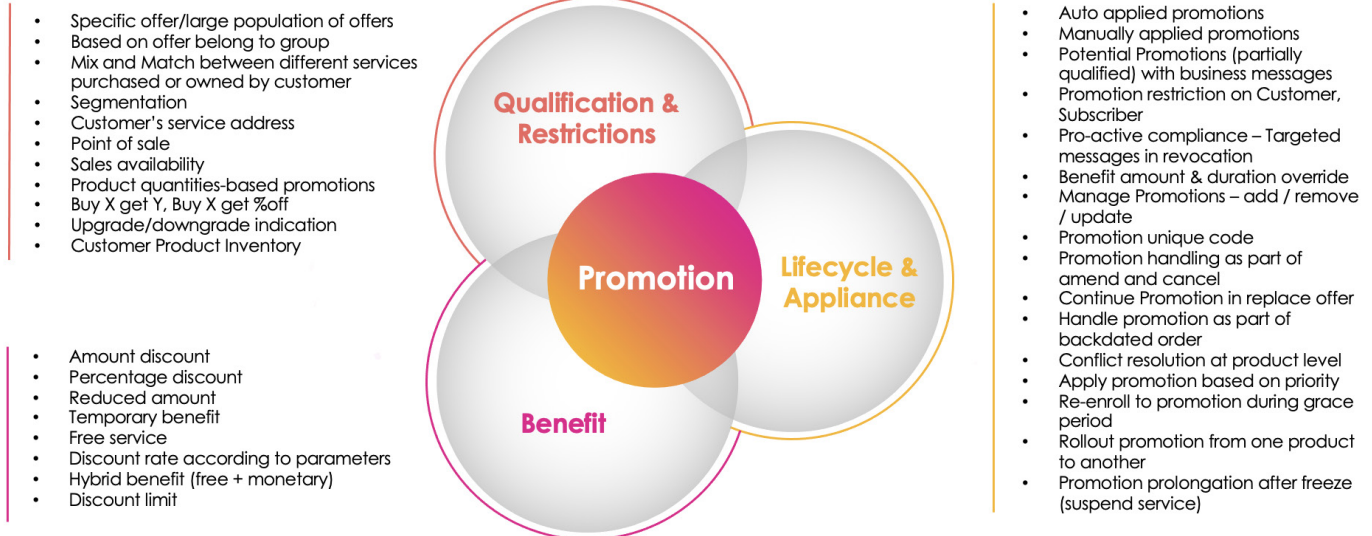 • Specific offer/large population of offers
• Based on offer belong to group
• Mix and Match between different services
purchased or owned by customer
• Segmentation
• Customer's service address
• Point of sale
• Sales availability
• Product quantities-based promotions
• Buy X get Y, Buy X get %off
• Upgrade/downgrade indication
• Customer Product Inventory
• Amount discount
• Percentage discount
• Reduced amount
• Temporary benefit
• Free service
• Discount rate according to parameters
• Hybrid benefit (free + monetary)
• Discount limit
Qualification &
Restrictions
Promotion
Lifecycle &
Appliance
Benefit
• Auto applied promotions
• Manually applied promotions
• Potential Promotions (partially
qualified) with business messages
• Promotion restriction on Customer,
Subscriber
• Pro-active compliance – Targeted
messages in revocation
• Benefit amount & duration override
• Manage Promotions – add / remove
/ update
• Promotion unique code
• Promotion handling as part of
amend and cancel
• Continue Promotion in replace offer
• Handle promotion as part of
backdated order
• Conflict resolution at product level
• Apply promotion based on priority
• Re-enroll to promotion during grace
period
• Rollout promotion from one product
to another
• Promotion prolongation after freeze
(suspend service)